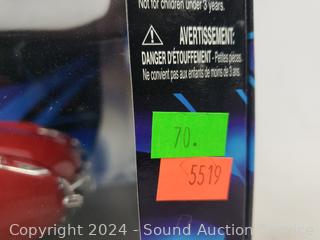 Not for children under 3 years.
AVERTISSEMENT:
DANGER D'ÉTOUFFEMENT - Petites pièces.
Ne convient pas aux enfants de moins de 3 ans.
70.
5519
Copyright 2024 - Sound Auction Service